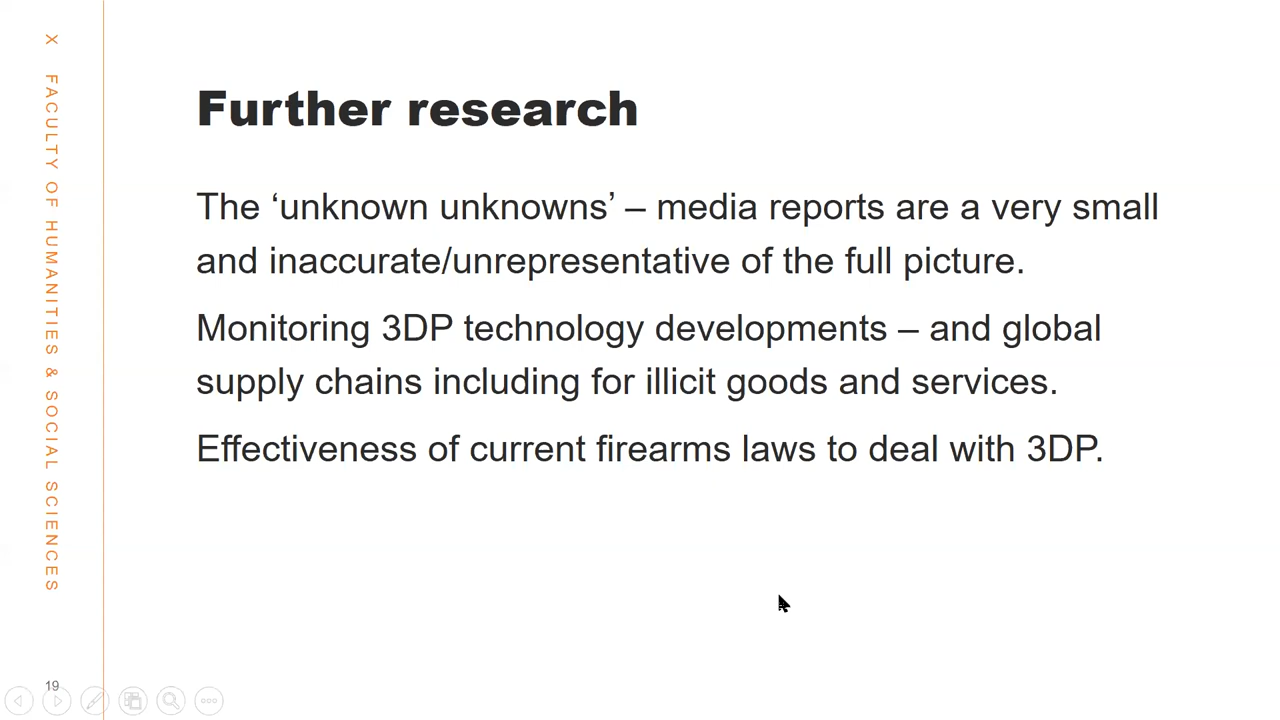 X FACULTY OF HUMANITIES & SOCIAL SCIENCES
Further research
The ‘unknown unknowns’ – media reports are a very small
and inaccurate/unrepresentative of the full picture.
Monitoring 3DP technology developments – and global
supply chains including for illicit goods and services.
Effectiveness of current firearms laws to deal with 3DP.
19